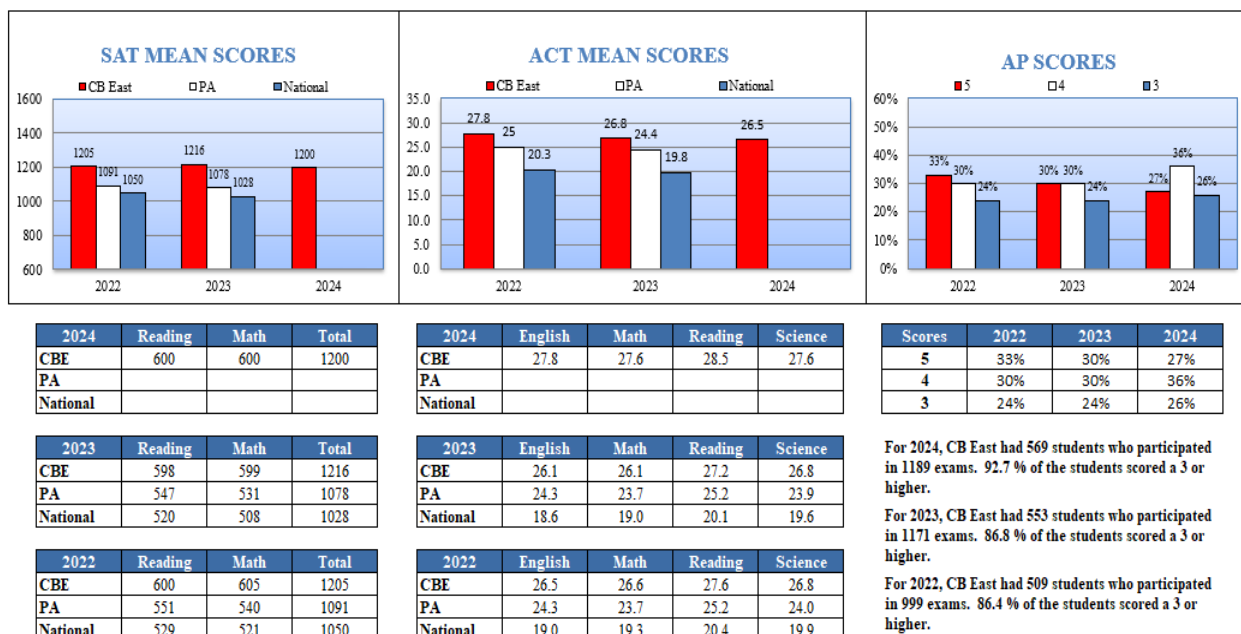 SAT MEAN SCORES
CB East PA National
1600
1400
1200
1000
800
600
1205 1091 1050
1216 1078 1028
1200
2022 2023 2024
ACT MEAN SCORES
CB East PA National
35.0
30.0
25.0
20.0
15.0
10.0
5.0
0.0
27.8 25 20.3
26.8 24.4 19.8
26.5
2022 2023 2024
AP SCORES
5 4 3
60%
50%
40%
30%
20%
10%
0%
33% 30% 24%
30% 30% 24%
27% 36% 26%
2022 2023 2024
2024 Reading Math Total
CBE 600 600 1200
PA
National
2023 Reading Math Total
CBE 598 599 1216
PA 547 531 1078
National 520 508 1028
2022 Reading Math Total
CBE 600 605 1205
PA 551 540 1091
National 529 521 1050
2024 English Math Reading Science
CBE 27.8 27.6 28.5 27.6
PA
National
2023 English Math Reading Science
CBE 26.1 26.1 27.2 26.8
PA 24.3 23.7 25.2 23.9
National 18.6 19.0 20.1 19.6
2022 English Math Reading Science
CBE 26.5 26.6 27.6 26.8
PA 24.3 23.7 25.2 24.0
National 19.0 19.3 20.4 19.9
Scores 2022 2023 2024
5 33% 30% 27%
4 30% 30% 36%
3 24% 24% 26%
For 2024, CB East had 569 students who participated
in 1189 exams. 92.7 % of the students scored a 3 or
higher.
For 2023, CB East had 553 students who participated
in 1171 exams. 86.8 % of the students scored a 3 or
higher.
For 2022, CB East had 509 students who participated
in 999 exams. 86.4 % of the students scored a 3 or
higher.